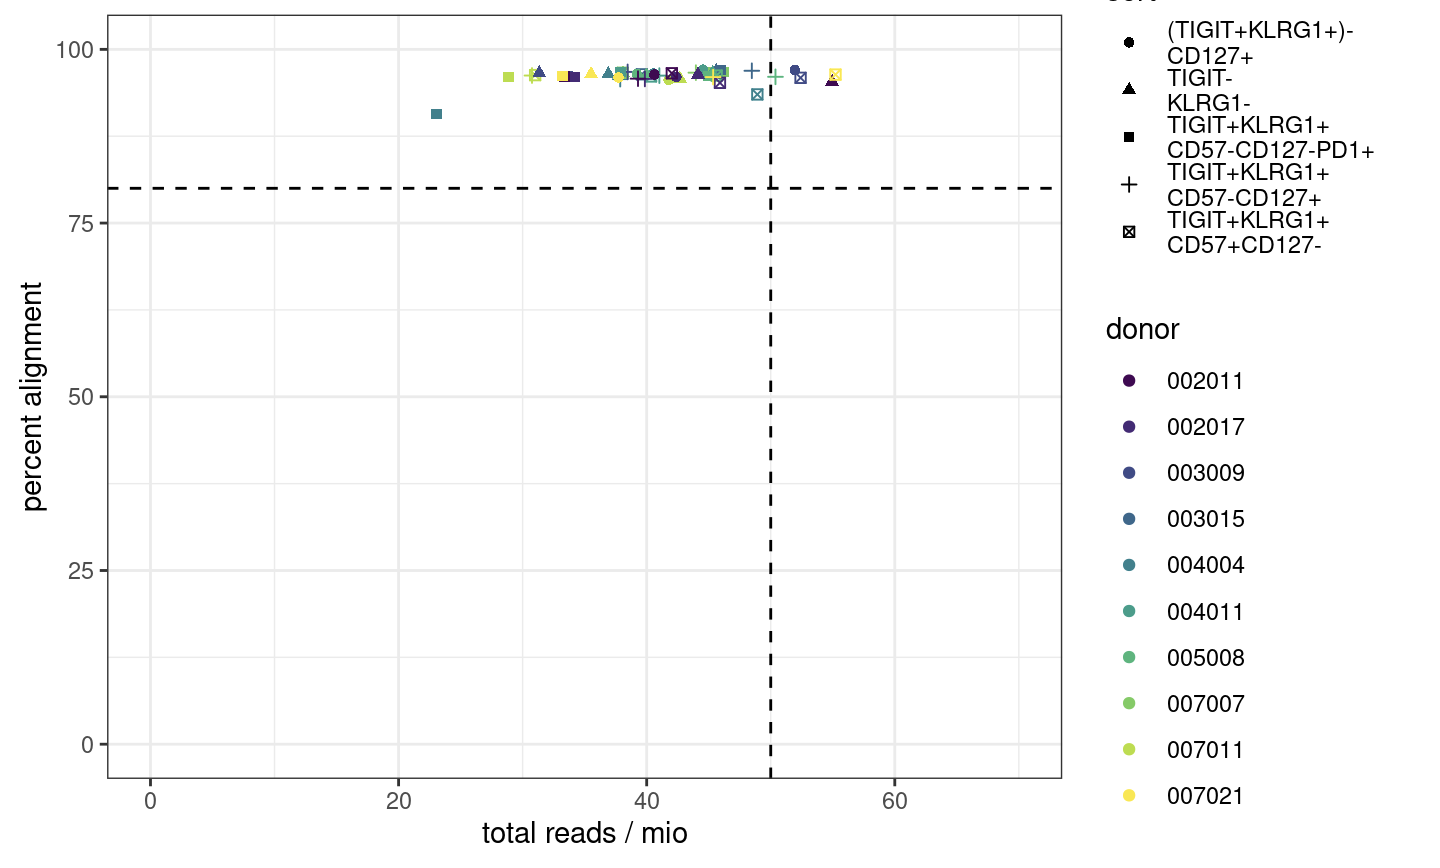 100
75
50
25
0
percent alignment
0
20
40
60
total reads / mio
(TIGIT+KLRG1+)-
CD127+
TIGIT-
KLRG1-
TIGIT+KLRG1+
CD57-CD127-PD1+
TIGIT+KLRG1+
CD57-CD127+
TIGIT+KLRG1+
CD57+CD127-
donor
002011
002017
003009
003015
004004
004011
005008
007007
007011
007021